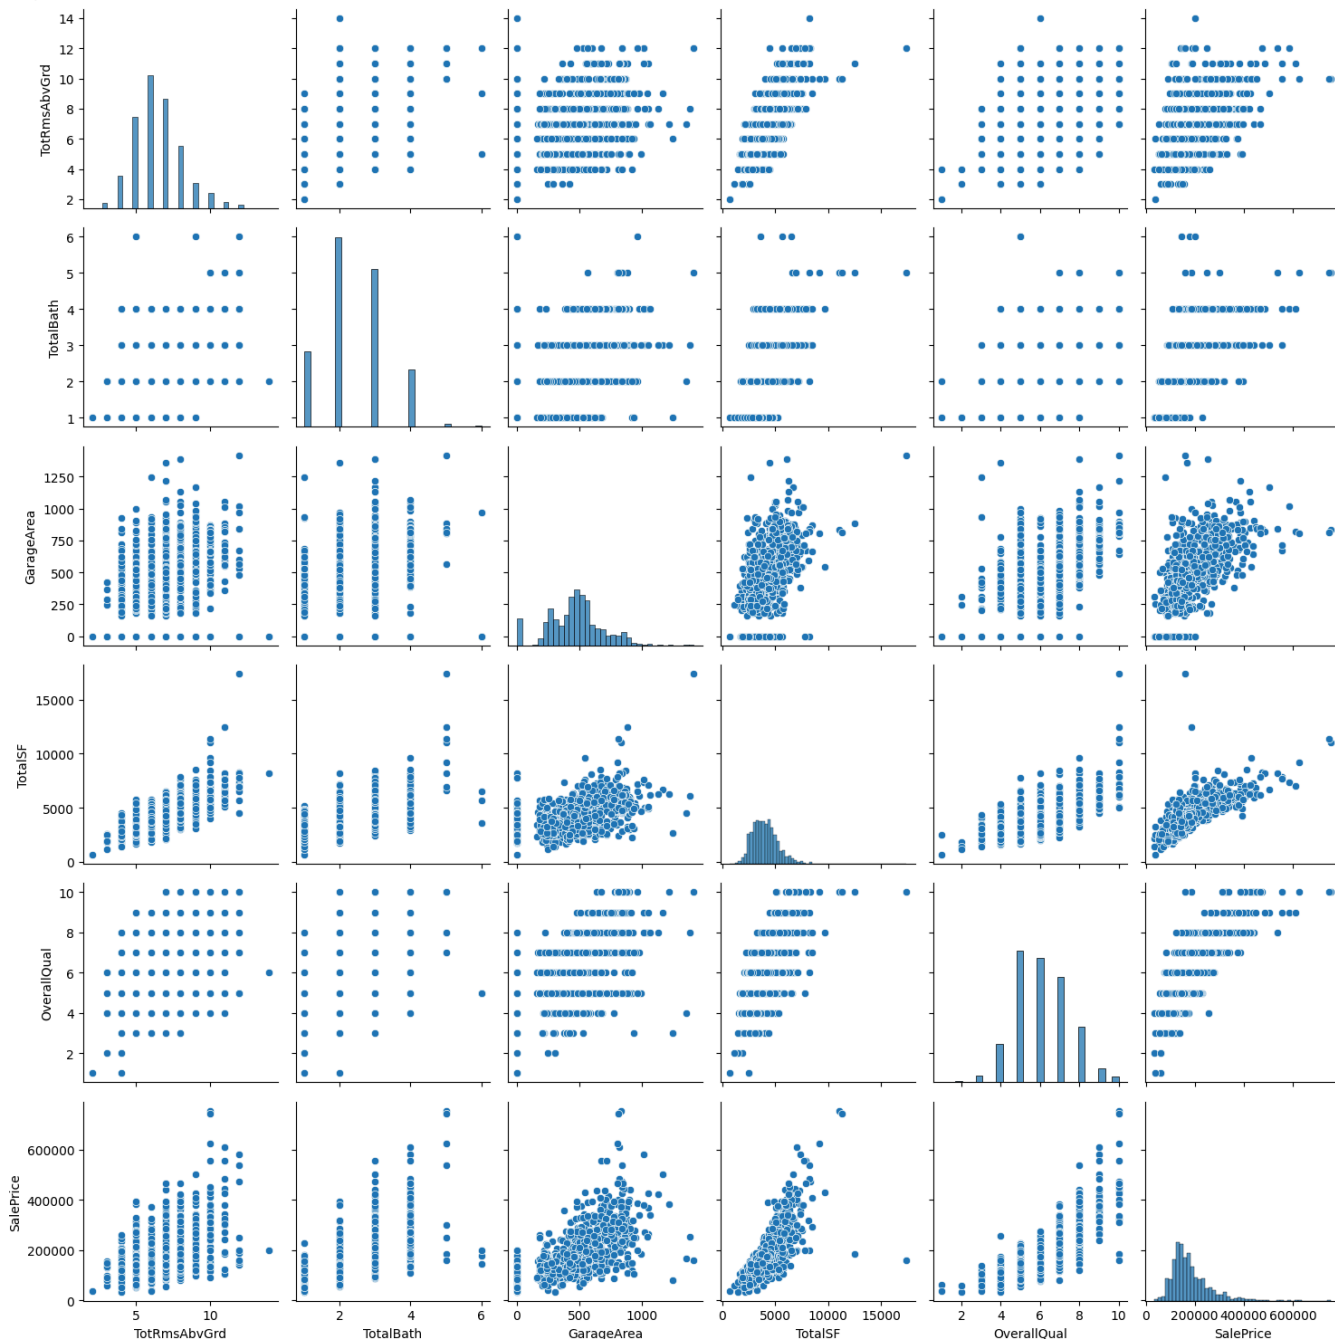 14
12
10
8
6
4
2
TotRmsAbvGrd
6
5
4
3
2
1
TotalBath
1250
1000
750
500
250
0
GarageArea
15000
10000
5000
0
TotalSF
10
8
6
4
2
OverallQual
600000
400000
200000
0
SalePrice
5 10
TotRmsAbvGrd
2 4 6
TotalBath
0 500 1000
GarageArea
0 5000 10000 15000
TotalSF
2 4 6 8 10
OverallQual
0 200000 400000 600000
SalePrice